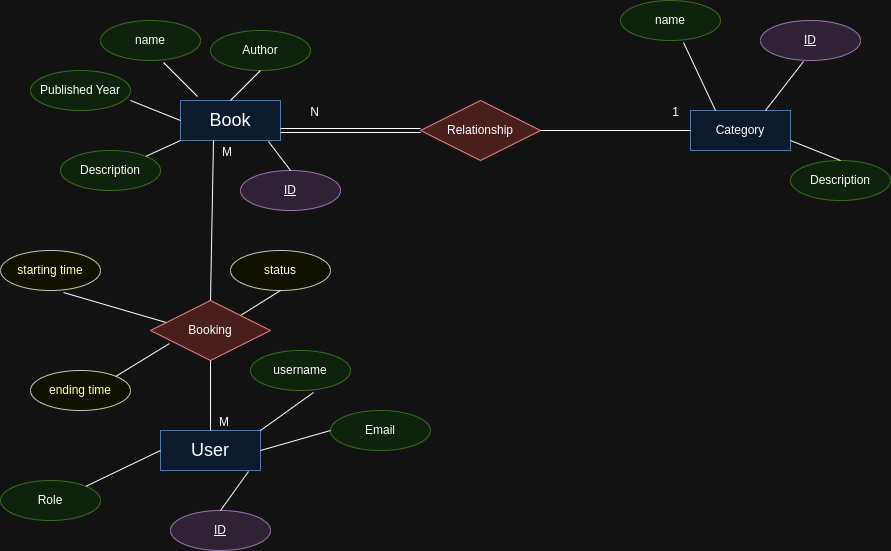 name
Author
name
ID
Published Year
Book
N
1
Relationship
Category
M
Description
ID
Description
starting time
status
Booking
username
ending time
M
Email
User
Role
ID